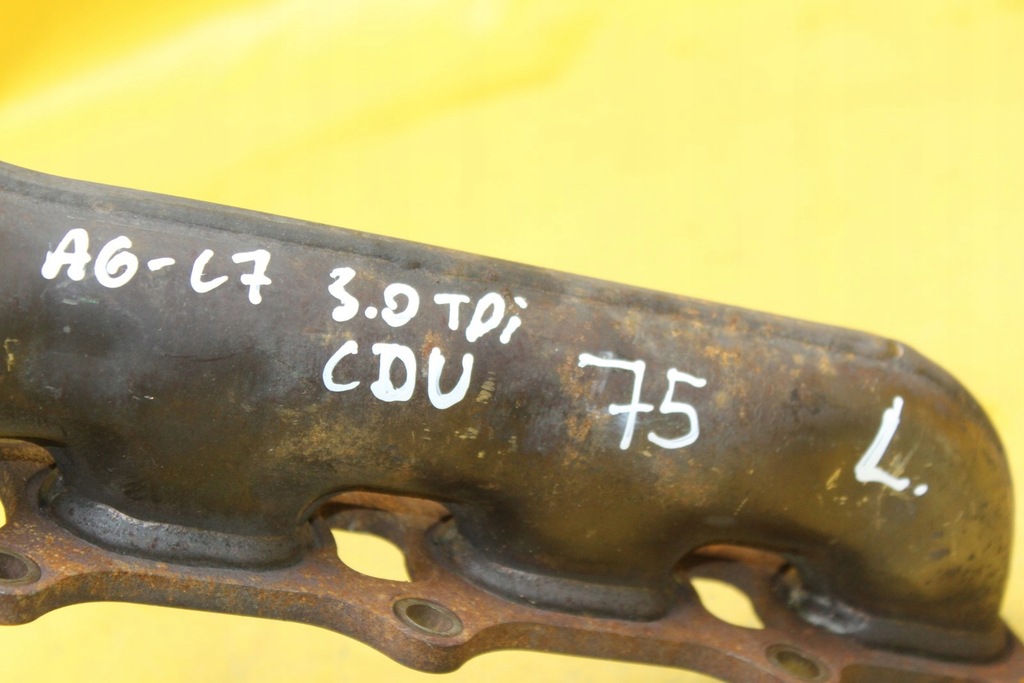 A6-C7 3.0 TDi
CDU 75 L.